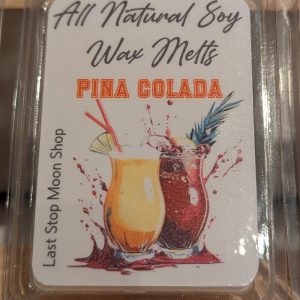 All Natural Soy
Wax Melts
PINA COLADA
Last Stop Moon Shop